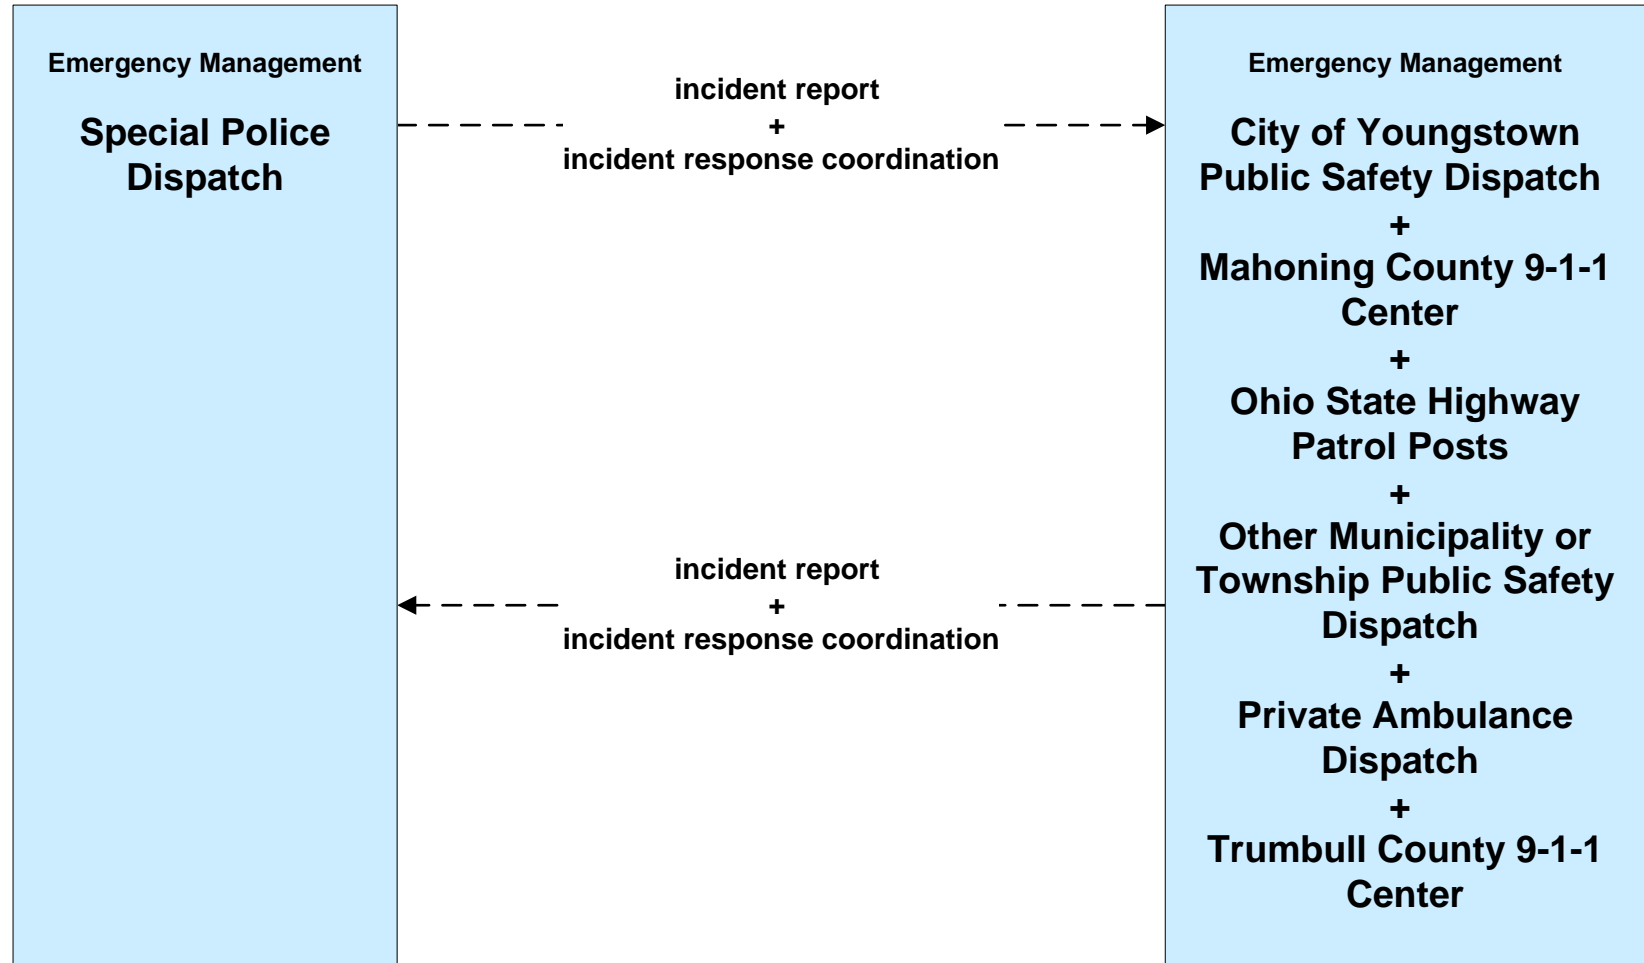 Emergency Management
Special Police
Dispatch
incident report
+
incident response coordination
incident report
+
incident response coordination
Emergency Management
City of Youngstown
Public Safety Dispatch
+
Mahoning County 9-1-1
Center
+
Ohio State Highway
Patrol Posts
+
Other Municipality or
Township Public Safety
Dispatch
+
Private Ambulance
Dispatch
+
Trumbull County 9-1-1
Center